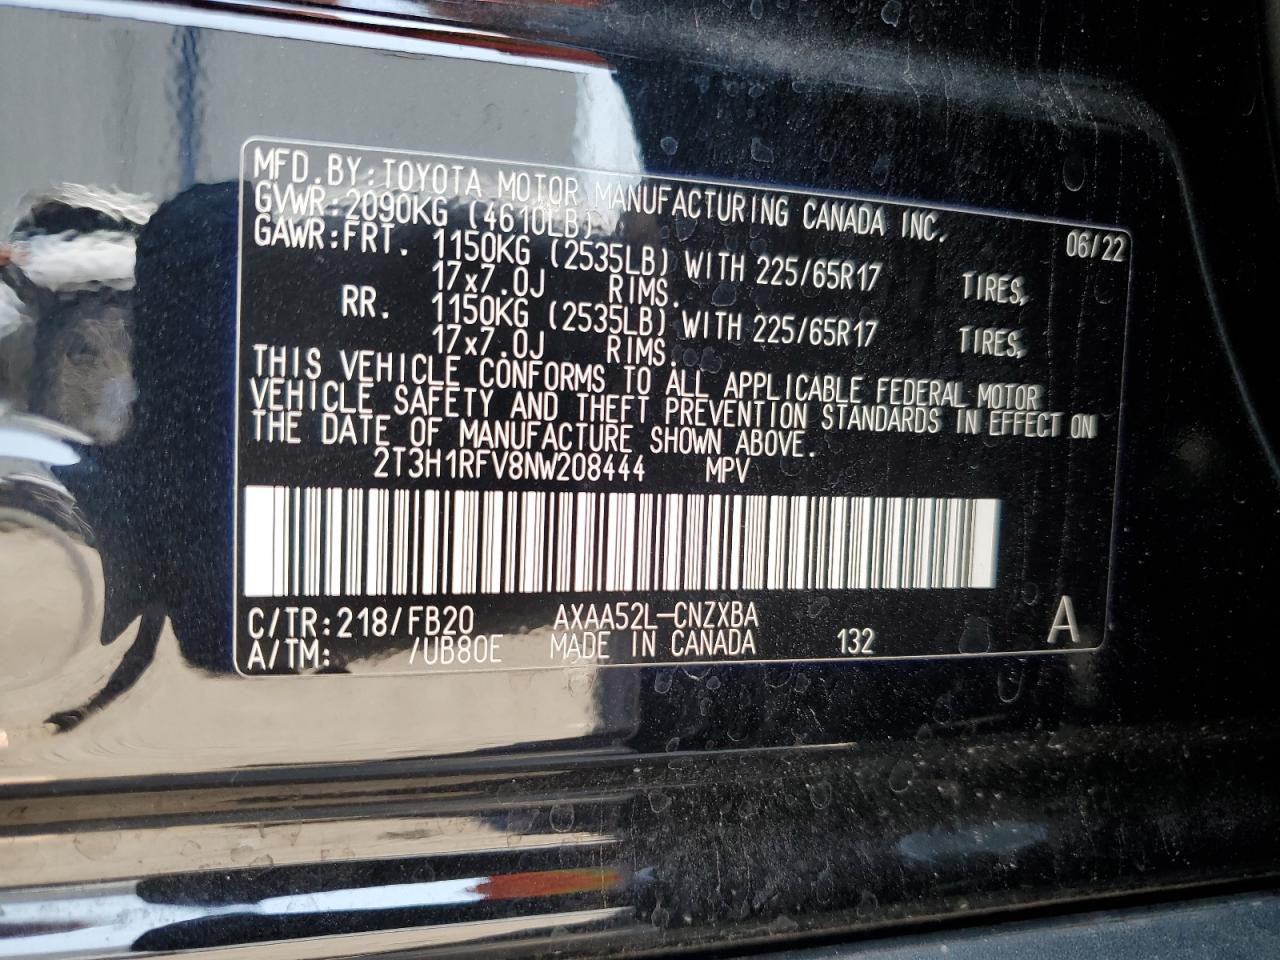 MFD.BY:TOYOTA MOTOR MANUFACTURING CANADA INC.
GVWR:2090KG (4610LB) 06/22
GAWR:FRT. 1150KG (2535LB) WITH 225/65R17 TIRES,
17x7.0J RIMS.
RR. 1150KG (2535LB) WITH 225/65R17 TIRES,
17x7.0J RIMS.
THIS VEHICLE CONFORMS TO ALL APPLICABLE FEDERAL MOTOR
VEHICLE SAFETY AND THEFT PREVENTION STANDARDS IN EFFECT ON
THE DATE OF MANUFACTURE SHOWN ABOVE.
2T3H1RFV8NW208444 MPV
C/TR:218/FB20 AXAA52L-CNZXBA A
A/TM: /UB80E MADE IN CANADA 132